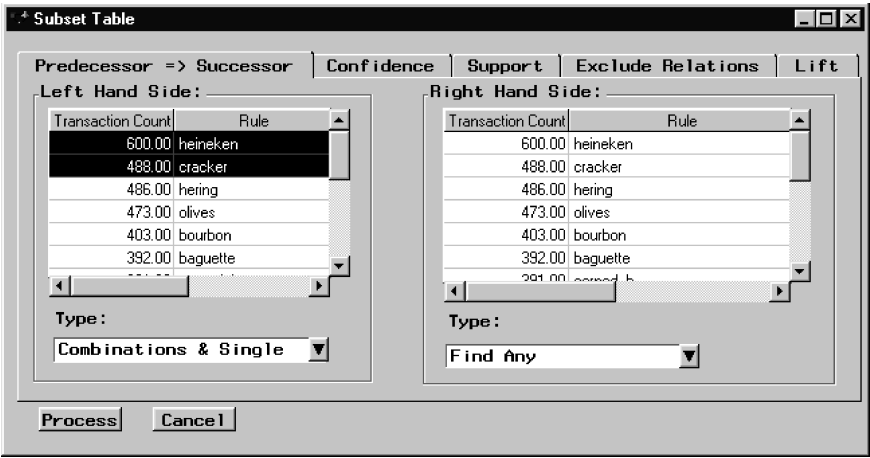 Subset Table
Predecessor => Successor Confidence Support Exclude Relations Lift
Left Hand Side:
Transaction Count Rule
600.00 heineken
488.00 cracker
486.00 hering
473.00 olives
403.00 bourbon
392.00 baguette
Type:
Combinations & Single
Right Hand Side:
Transaction Count Rule
600.00 heineken
488.00 cracker
486.00 hering
473.00 olives
403.00 bourbon
392.00 baguette
Type:
Find Any
Process Cancel